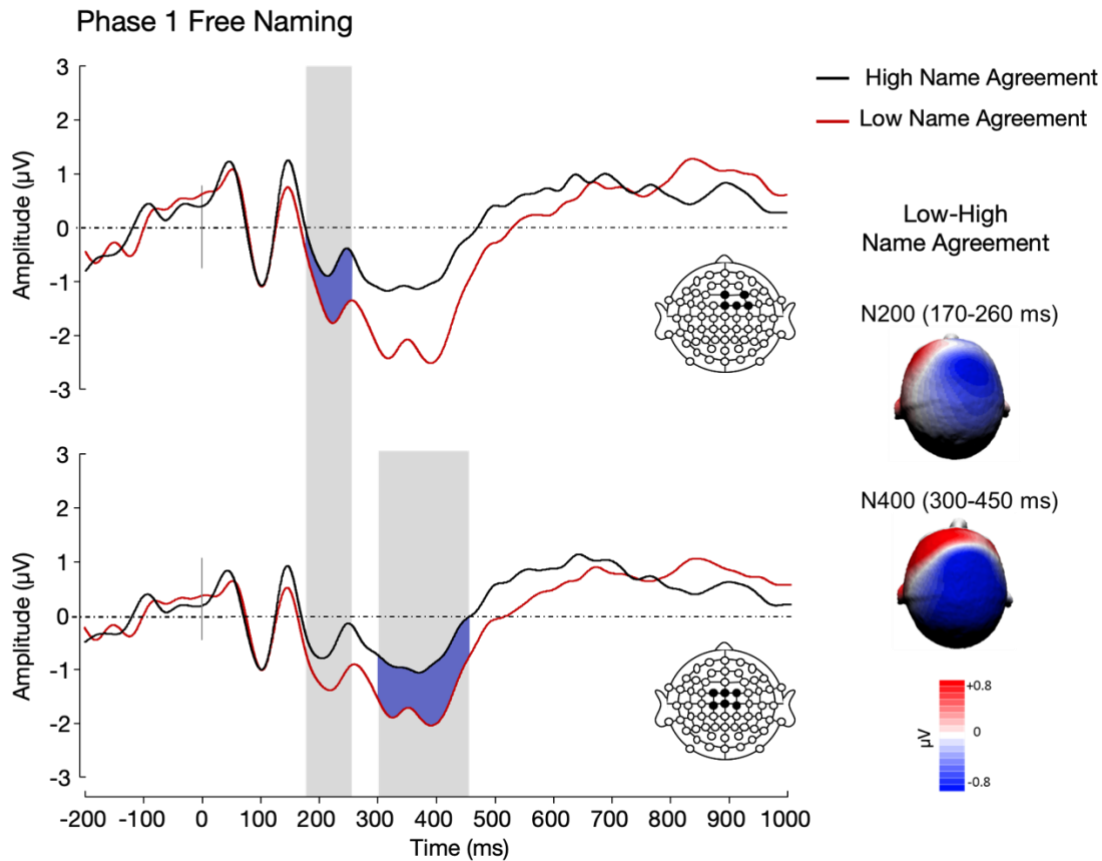 Phase 1 Free Naming
3
2
1
0
-1
-2
-3
Amplitude (µV)
High Name Agreement
Low Name Agreement
Low-High
Name Agreement
N200 (170-260 ms)
3
2
1
0
-1
-2
-3
Amplitude (µV)
N400 (300-450 ms)
+0.8
0
-0.8
µV
-200 -100 0 100 200 300 400 500 600 700 800 900 1000
Time (ms)